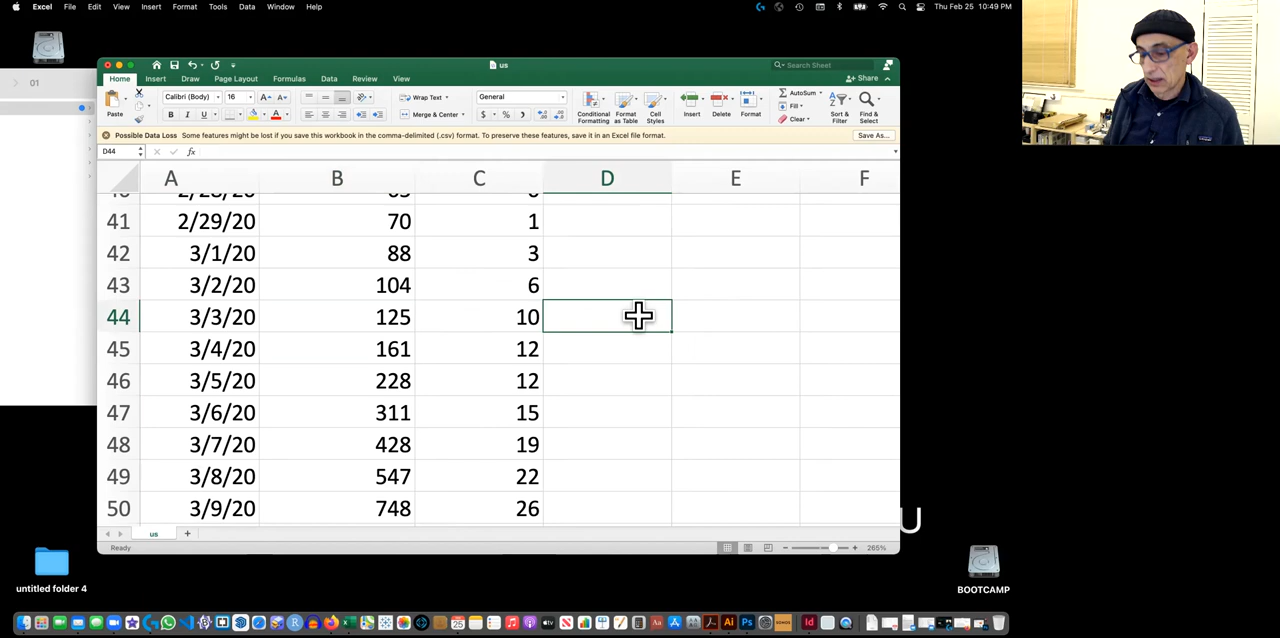 Excel File Edit View Insert Format Tools Data Window Help Thu Feb 25 10:49 PM
01
us
Search Sheet
Home Insert Draw Page Layout Formulas Data Review View Share
Paste
Calibri (Body) 16
B I U
Wrap Text
Merge & Center
General
$ % ,
Conditional Formatting
Format as Table
Cell Styles
Insert Delete Format
AutoSum
Fill
Clear
Sort & Filter
Find & Select
Possible Data Loss Some features might be lost if you save this workbook in the comma-delimited (.csv) format. To preserve these features, save it in an Excel file format. Save As...
D44 fx
A B C D E F
41 2/29/20 70 1
42 3/1/20 88 3
43 3/2/20 104 6
44 3/3/20 125 10
45 3/4/20 161 12
46 3/5/20 228 12
47 3/6/20 311 15
48 3/7/20 428 19
49 3/8/20 547 22
50 3/9/20 748 26
us +
Ready 265%
U
untitled folder 4
BOOTCAMP